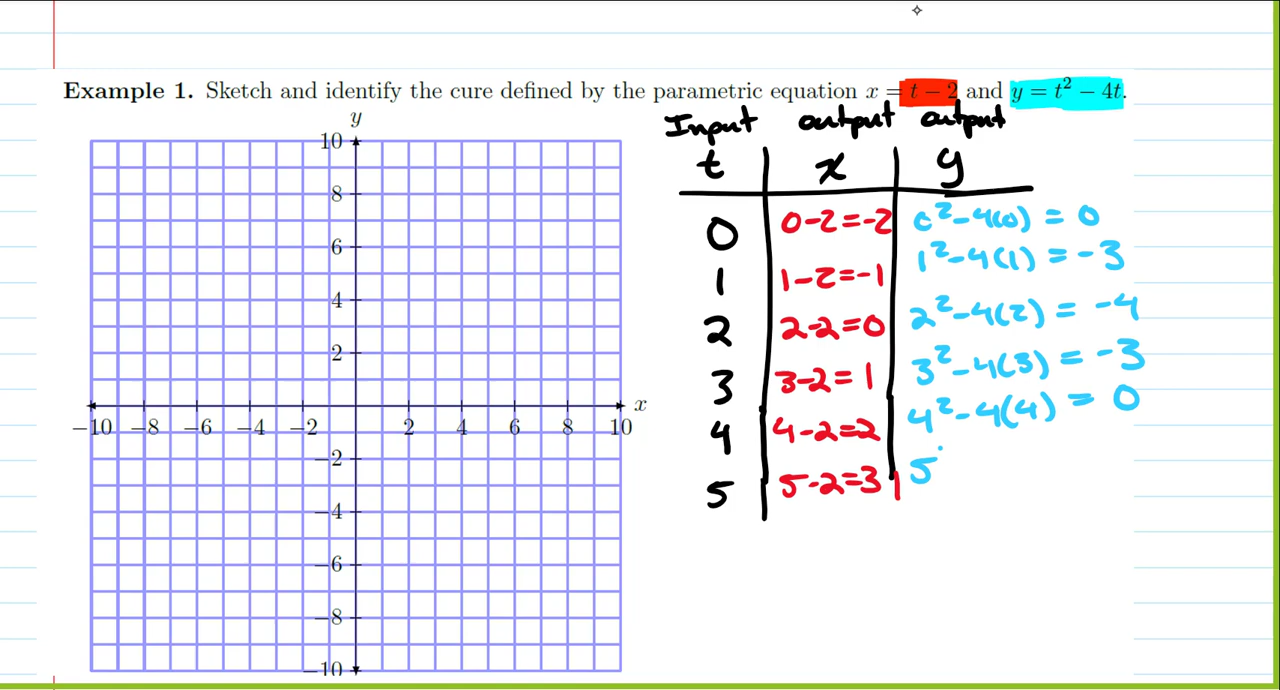 Example 1. Sketch and identify the cure defined by the parametric equation x = t − 2 and y = t² − 4t.
Input output output
t x y
0 0-2=-2 0²-4(0) = 0
1 1-2=-1 1²-4(1) = -3
2 2-2=0 2²-4(2) = -4
3 3-2=1 3²-4(3) = -3
4 4-2=2 4²-4(4) = 0
5 5-2=3 5
y
10
8
6
4
2
−10 −8 −6 −4 −2 2 4 6 8 10 x
−2
−4
−6
−8
−10